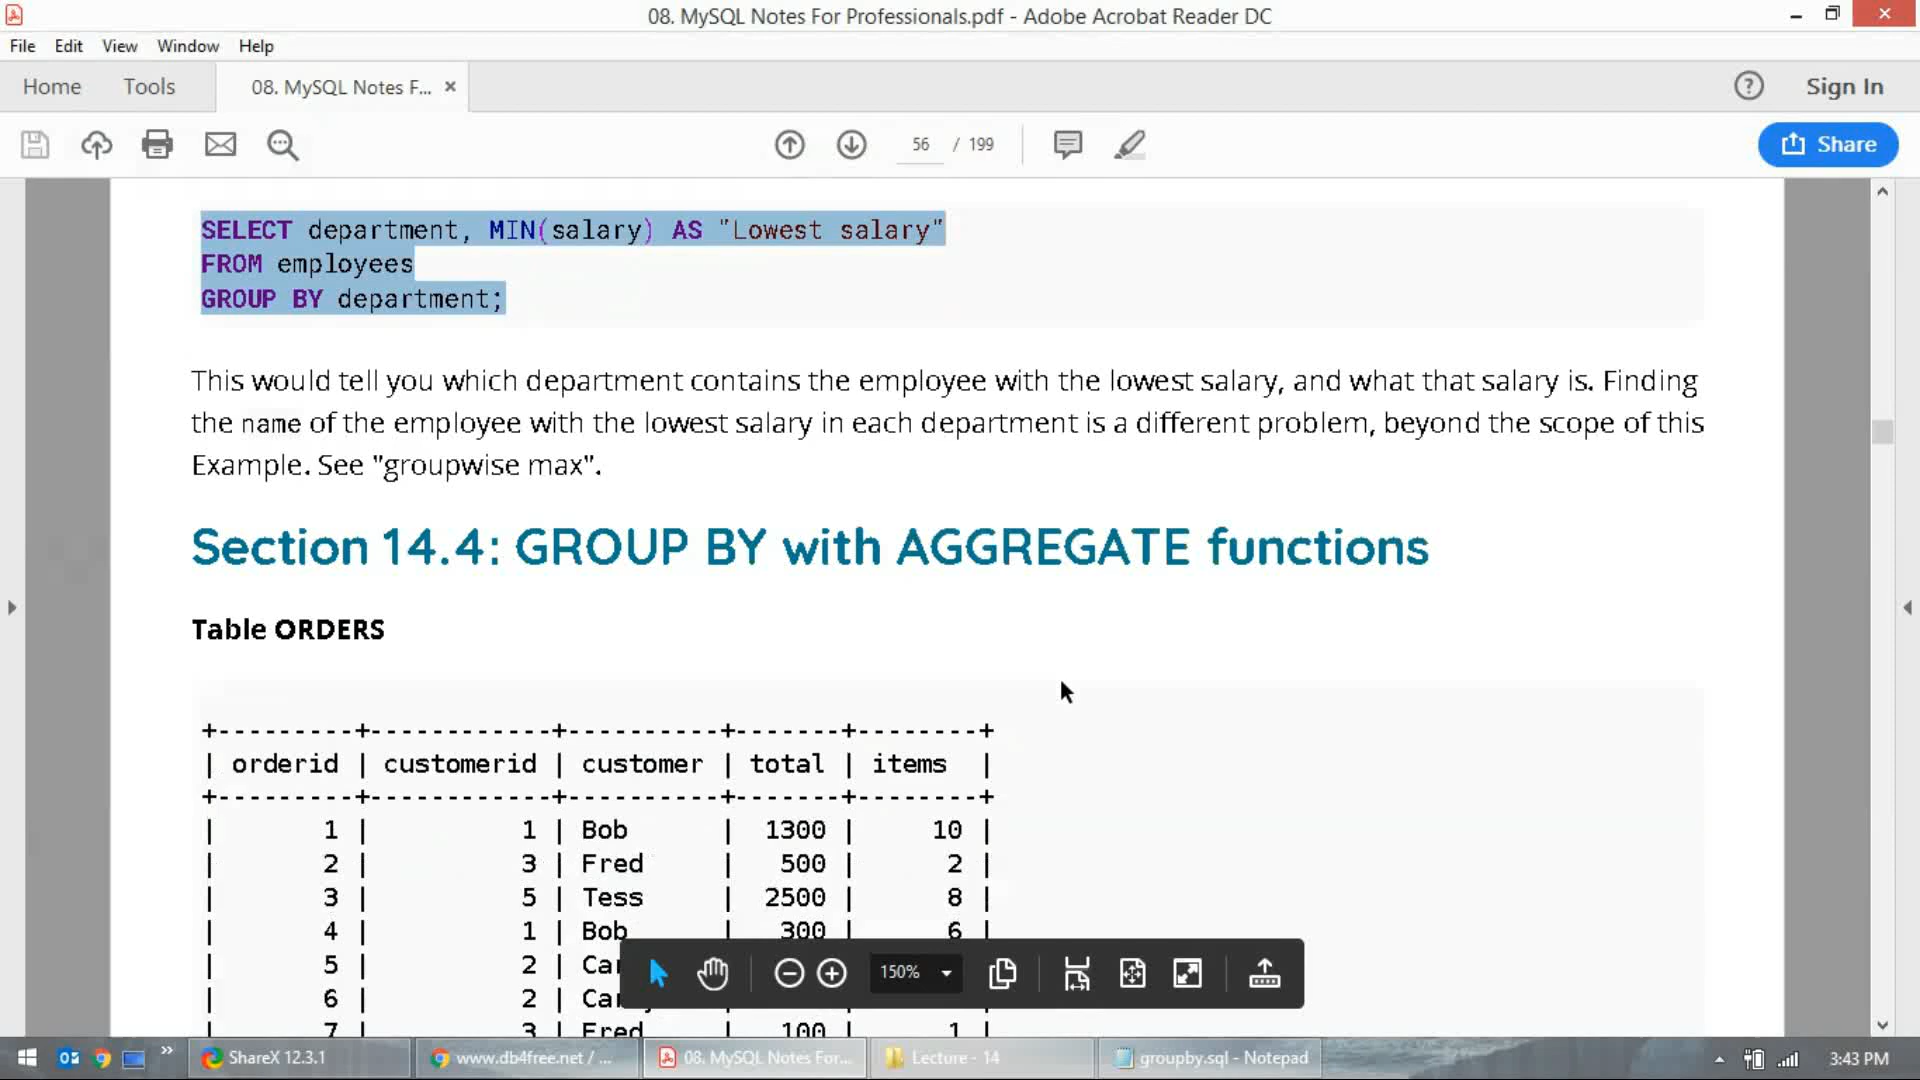 08. MySQL Notes For Professionals.pdf - Adobe Acrobat Reader DC
File Edit View Window Help
Home Tools 08. MySQL Notes F... × ? Sign In
56 / 199 Share
SELECT department, MIN(salary) AS "Lowest salary"
FROM employees
GROUP BY department;
This would tell you which department contains the employee with the lowest salary, and what that salary is. Finding
the name of the employee with the lowest salary in each department is a different problem, beyond the scope of this
Example. See "groupwise max".
Section 14.4: GROUP BY with AGGREGATE functions
Table ORDERS
+---------+------------+----------+-------+--------+
| orderid | customerid | customer | total | items |
+---------+------------+----------+-------+--------+
| 1 | 1 | Bob | 1300 | 10 |
| 2 | 3 | Fred | 500 | 2 |
| 3 | 5 | Tess | 2500 | 8 |
| 4 | 1 | Bob | 300 | 6 |
| 5 | 2 |
| 6 | 2 |
| 7 | 3 | Fred | 100 | 1 |
150%
ShareX 12.3.1 www.db4free.net / ... 08. MySQL Notes For... Lecture - 14 groupby.sql - Notepad 3:43 PM